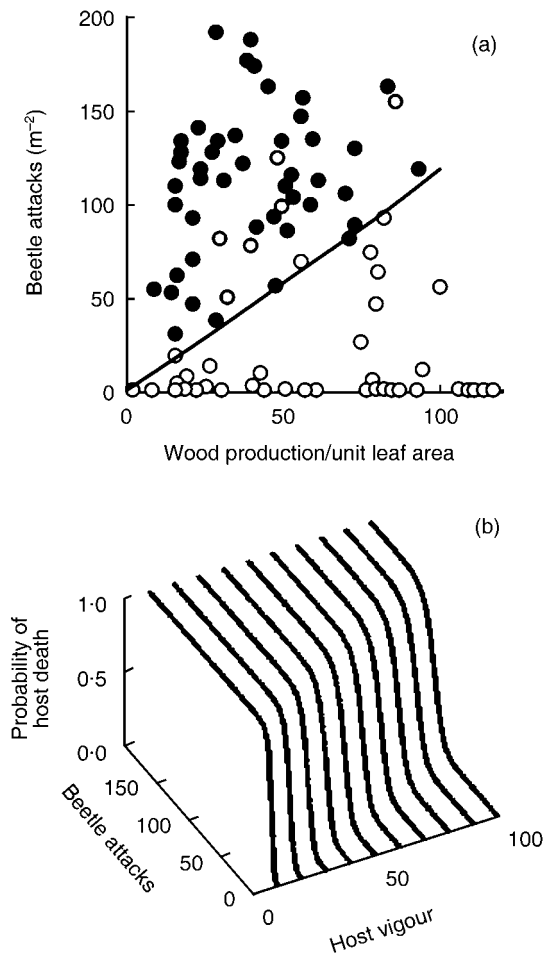 (a)
200
150
100
50
0
Beetle attacks (m⁻²)
0
50
100
Wood production/unit leaf area
(b)
1·0
0·5
0·0
Probability of
host death
150
100
50
0
Beetle attacks
0
50
100
Host vigour